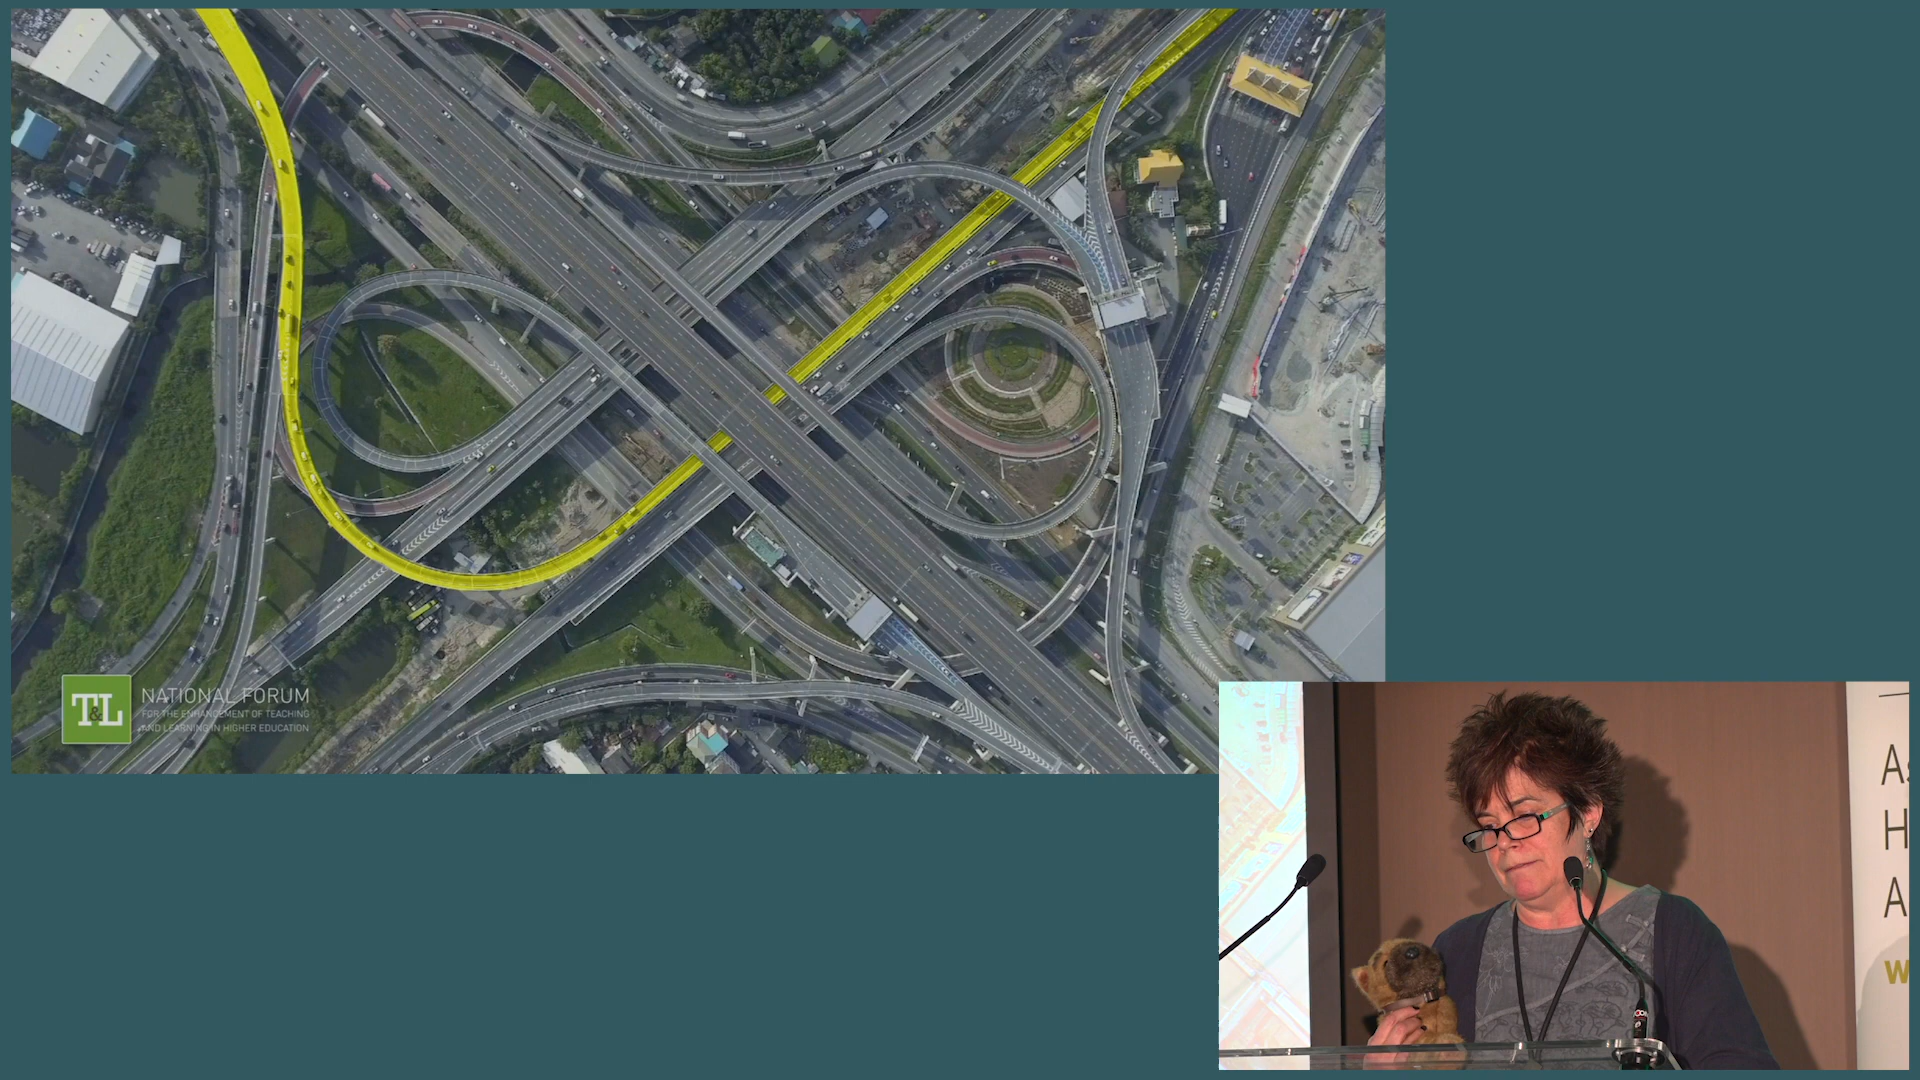 T&L
NATIONAL FORUM
FOR THE ENHANCEMENT OF TEACHING
AND LEARNING IN HIGHER EDUCATION
A
H
A
W